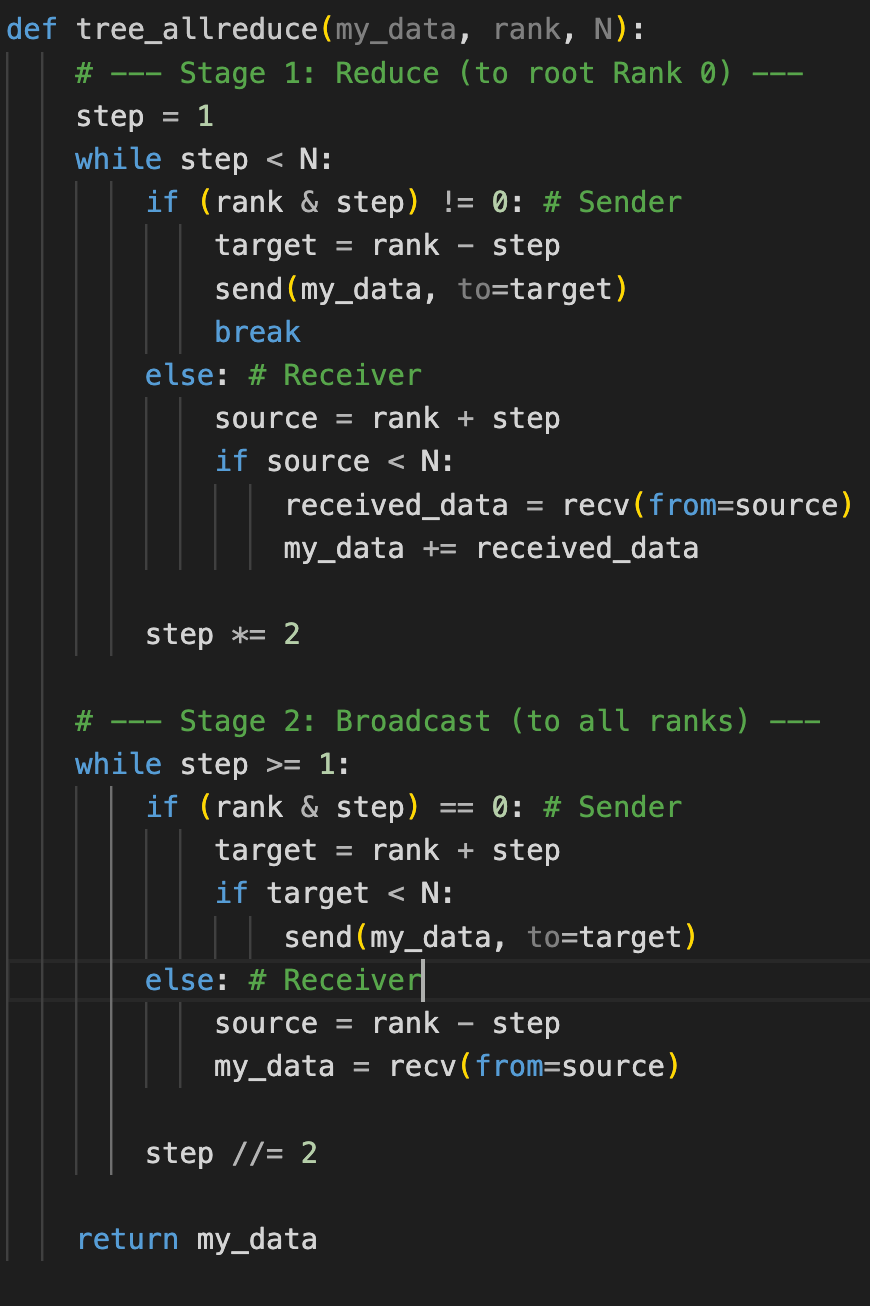 def tree_allreduce(my_data, rank, N):
    # --- Stage 1: Reduce (to root Rank 0) ---
    step = 1
    while step < N:
        if (rank & step) != 0: # Sender
            target = rank - step
            send(my_data, to=target)
            break
        else: # Receiver
            source = rank + step
            if source < N:
                received_data = recv(from=source)
                my_data += received_data

        step *= 2

    # --- Stage 2: Broadcast (to all ranks) ---
    while step >= 1:
        if (rank & step) == 0: # Sender
            target = rank + step
            if target < N:
                send(my_data, to=target)
        else: # Receiver
            source = rank - step
            my_data = recv(from=source)

        step //= 2

    return my_data